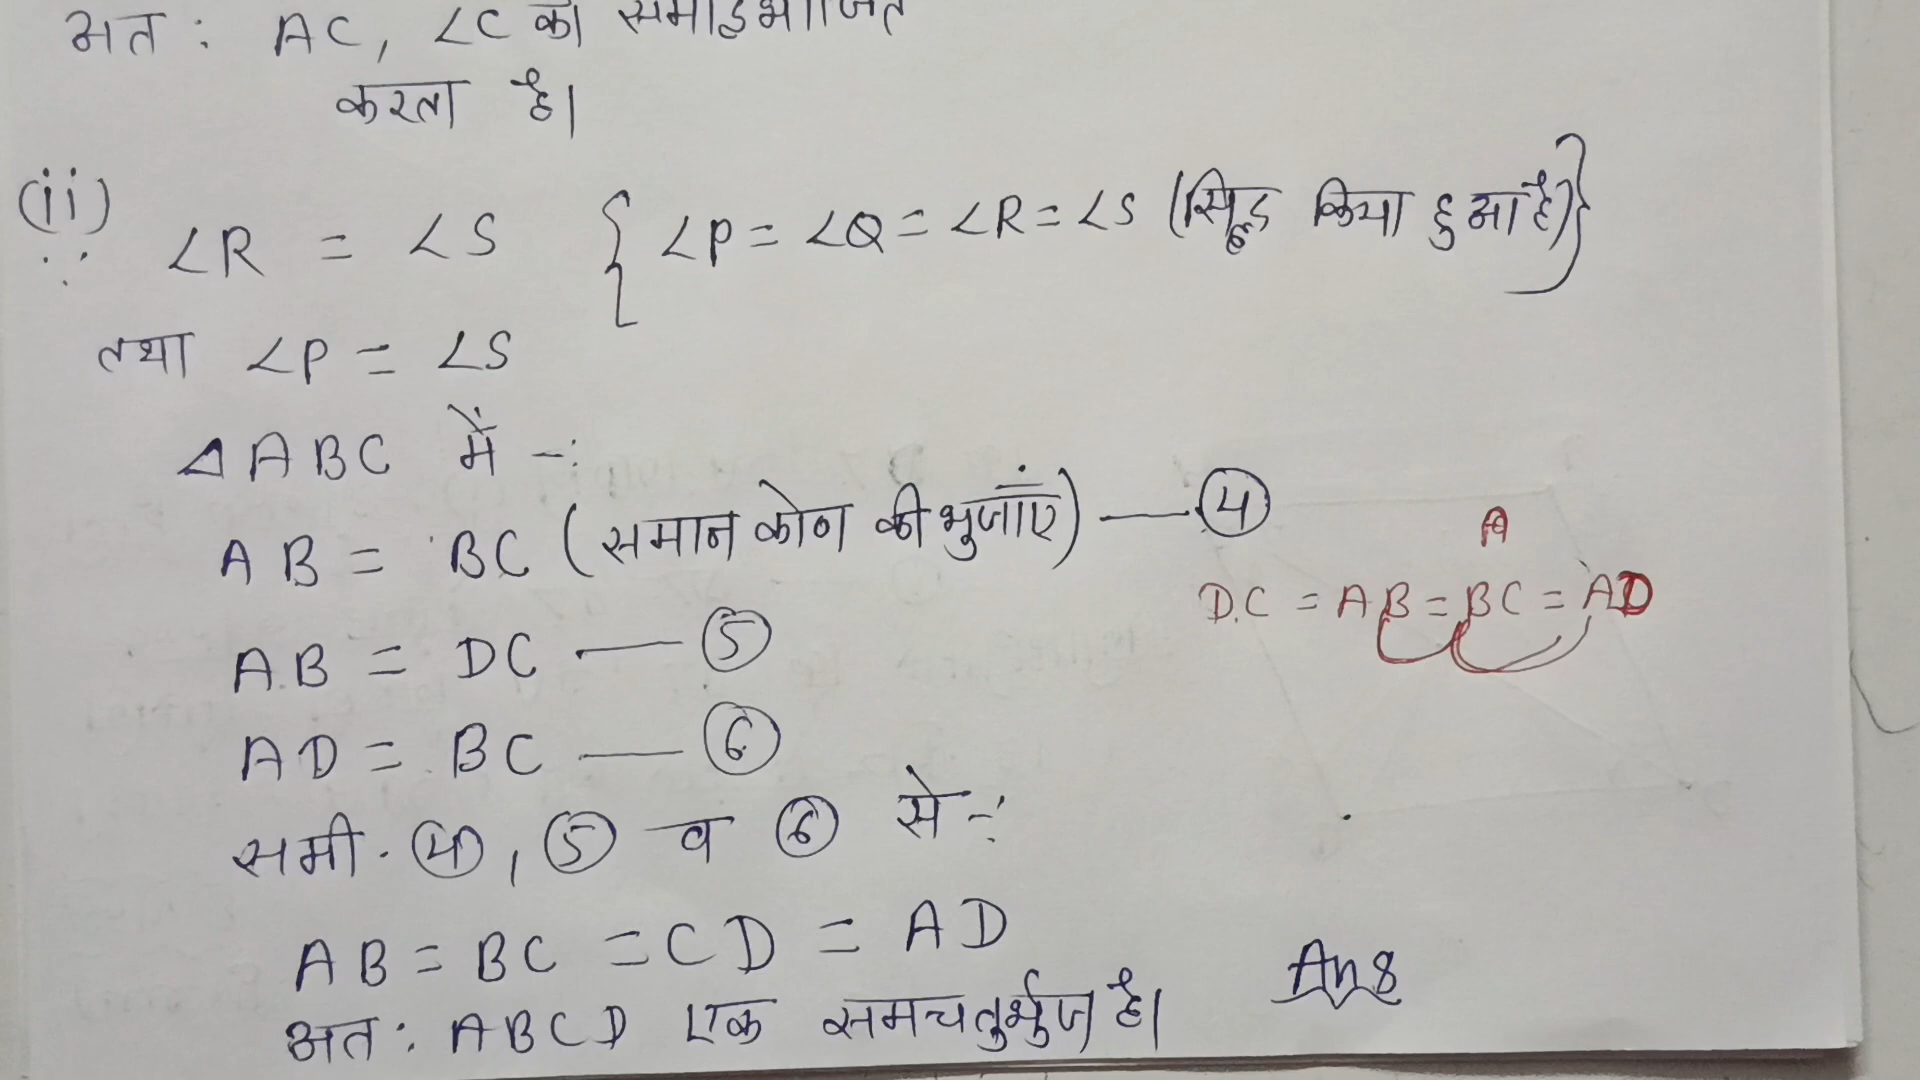 अत: AC, ∠C को समद्विभाजित
करता है।
(ii)
∵ ∠R = ∠S { ∠P = ∠Q = ∠R = ∠S (सिद्ध किया हुआ है) }
तथा ∠P = ∠S
△ABC में -:
AB = BC (समान कोण की भुजाएं) — ④
A
D.C = AB = BC = AD
AB = DC — ⑤
AD = BC — ⑥
समी. ④, ⑤ व ⑥ से -:
AB = BC = CD = AD
Ans
अत: ABCD एक समचतुर्भुज है।